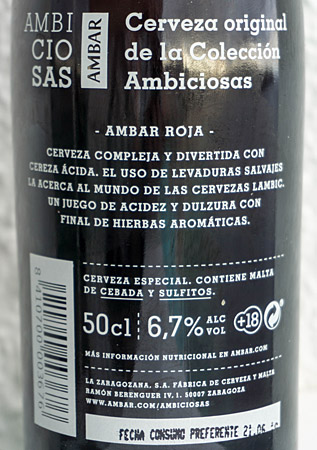 AMBI
CIO
SAS
AMBAR
Cerveza original
de la Colección
Ambiciosas
- AMBAR ROJA -
CERVEZA COMPLEJA Y DIVERTIDA CON
CEREZA ÁCIDA. EL USO DE LEVADURAS SALVAJES
LA ACERCA AL MUNDO DE LAS CERVEZAS LAMBIC.
UN JUEGO DE ACIDEZ Y DULZURA CON
FINAL DE HIERBAS AROMÁTICAS.
CERVEZA ESPECIAL. CONTIENE MALTA
DE CEBADA Y SULFITOS.
50cl 6,7% ALC VOL +18
MÁS INFORMACIÓN NUTRICIONAL EN AMBAR.COM
LA ZARAGOZANA, S.A. FÁBRICA DE CERVEZA Y MALTA
RAMÓN BERENGUER IV, 1. 50007 ZARAGOZA
WWW.AMBAR.COM/AMBICIOSAS
FECHA CONSUMO PREFERENTE 21.06